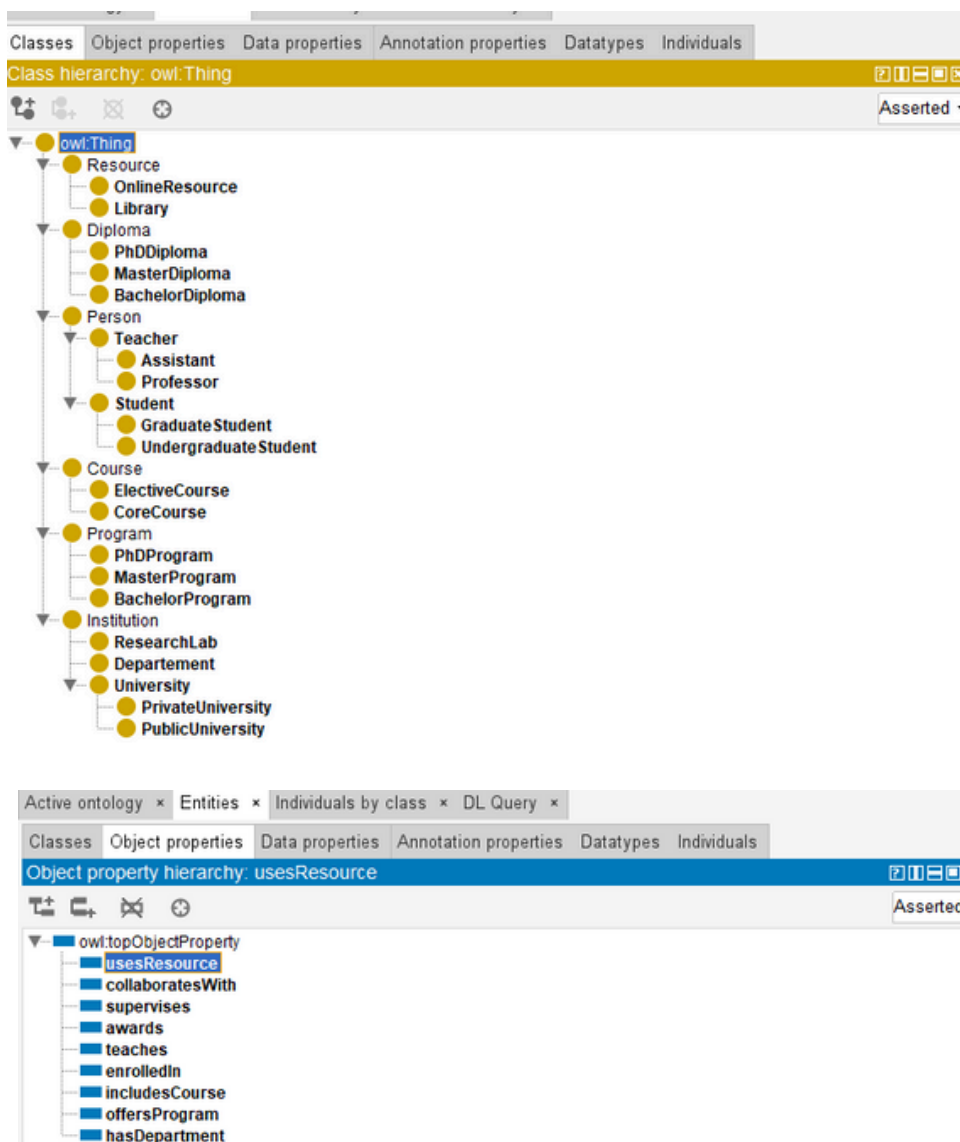 Classes Object properties Data properties Annotation properties Datatypes Individuals
Class hierarchy: owl:Thing
Asserted
owl:Thing
Resource
OnlineResource
Library
Diploma
PhDDiploma
MasterDiploma
BachelorDiploma
Person
Teacher
Assistant
Professor
Student
GraduateStudent
UndergraduateStudent
Course
ElectiveCourse
CoreCourse
Program
PhDProgram
MasterProgram
BachelorProgram
Institution
ResearchLab
Departement
University
PrivateUniversity
PublicUniversity
Active ontology × Entities × Individuals by class × DL Query ×
Classes Object properties Data properties Annotation properties Datatypes Individuals
Object property hierarchy: usesResource
Asserted
owl:topObjectProperty
usesResource
collaboratesWith
supervises
awards
teaches
enrolledIn
includesCourse
offersProgram
hasDepartment